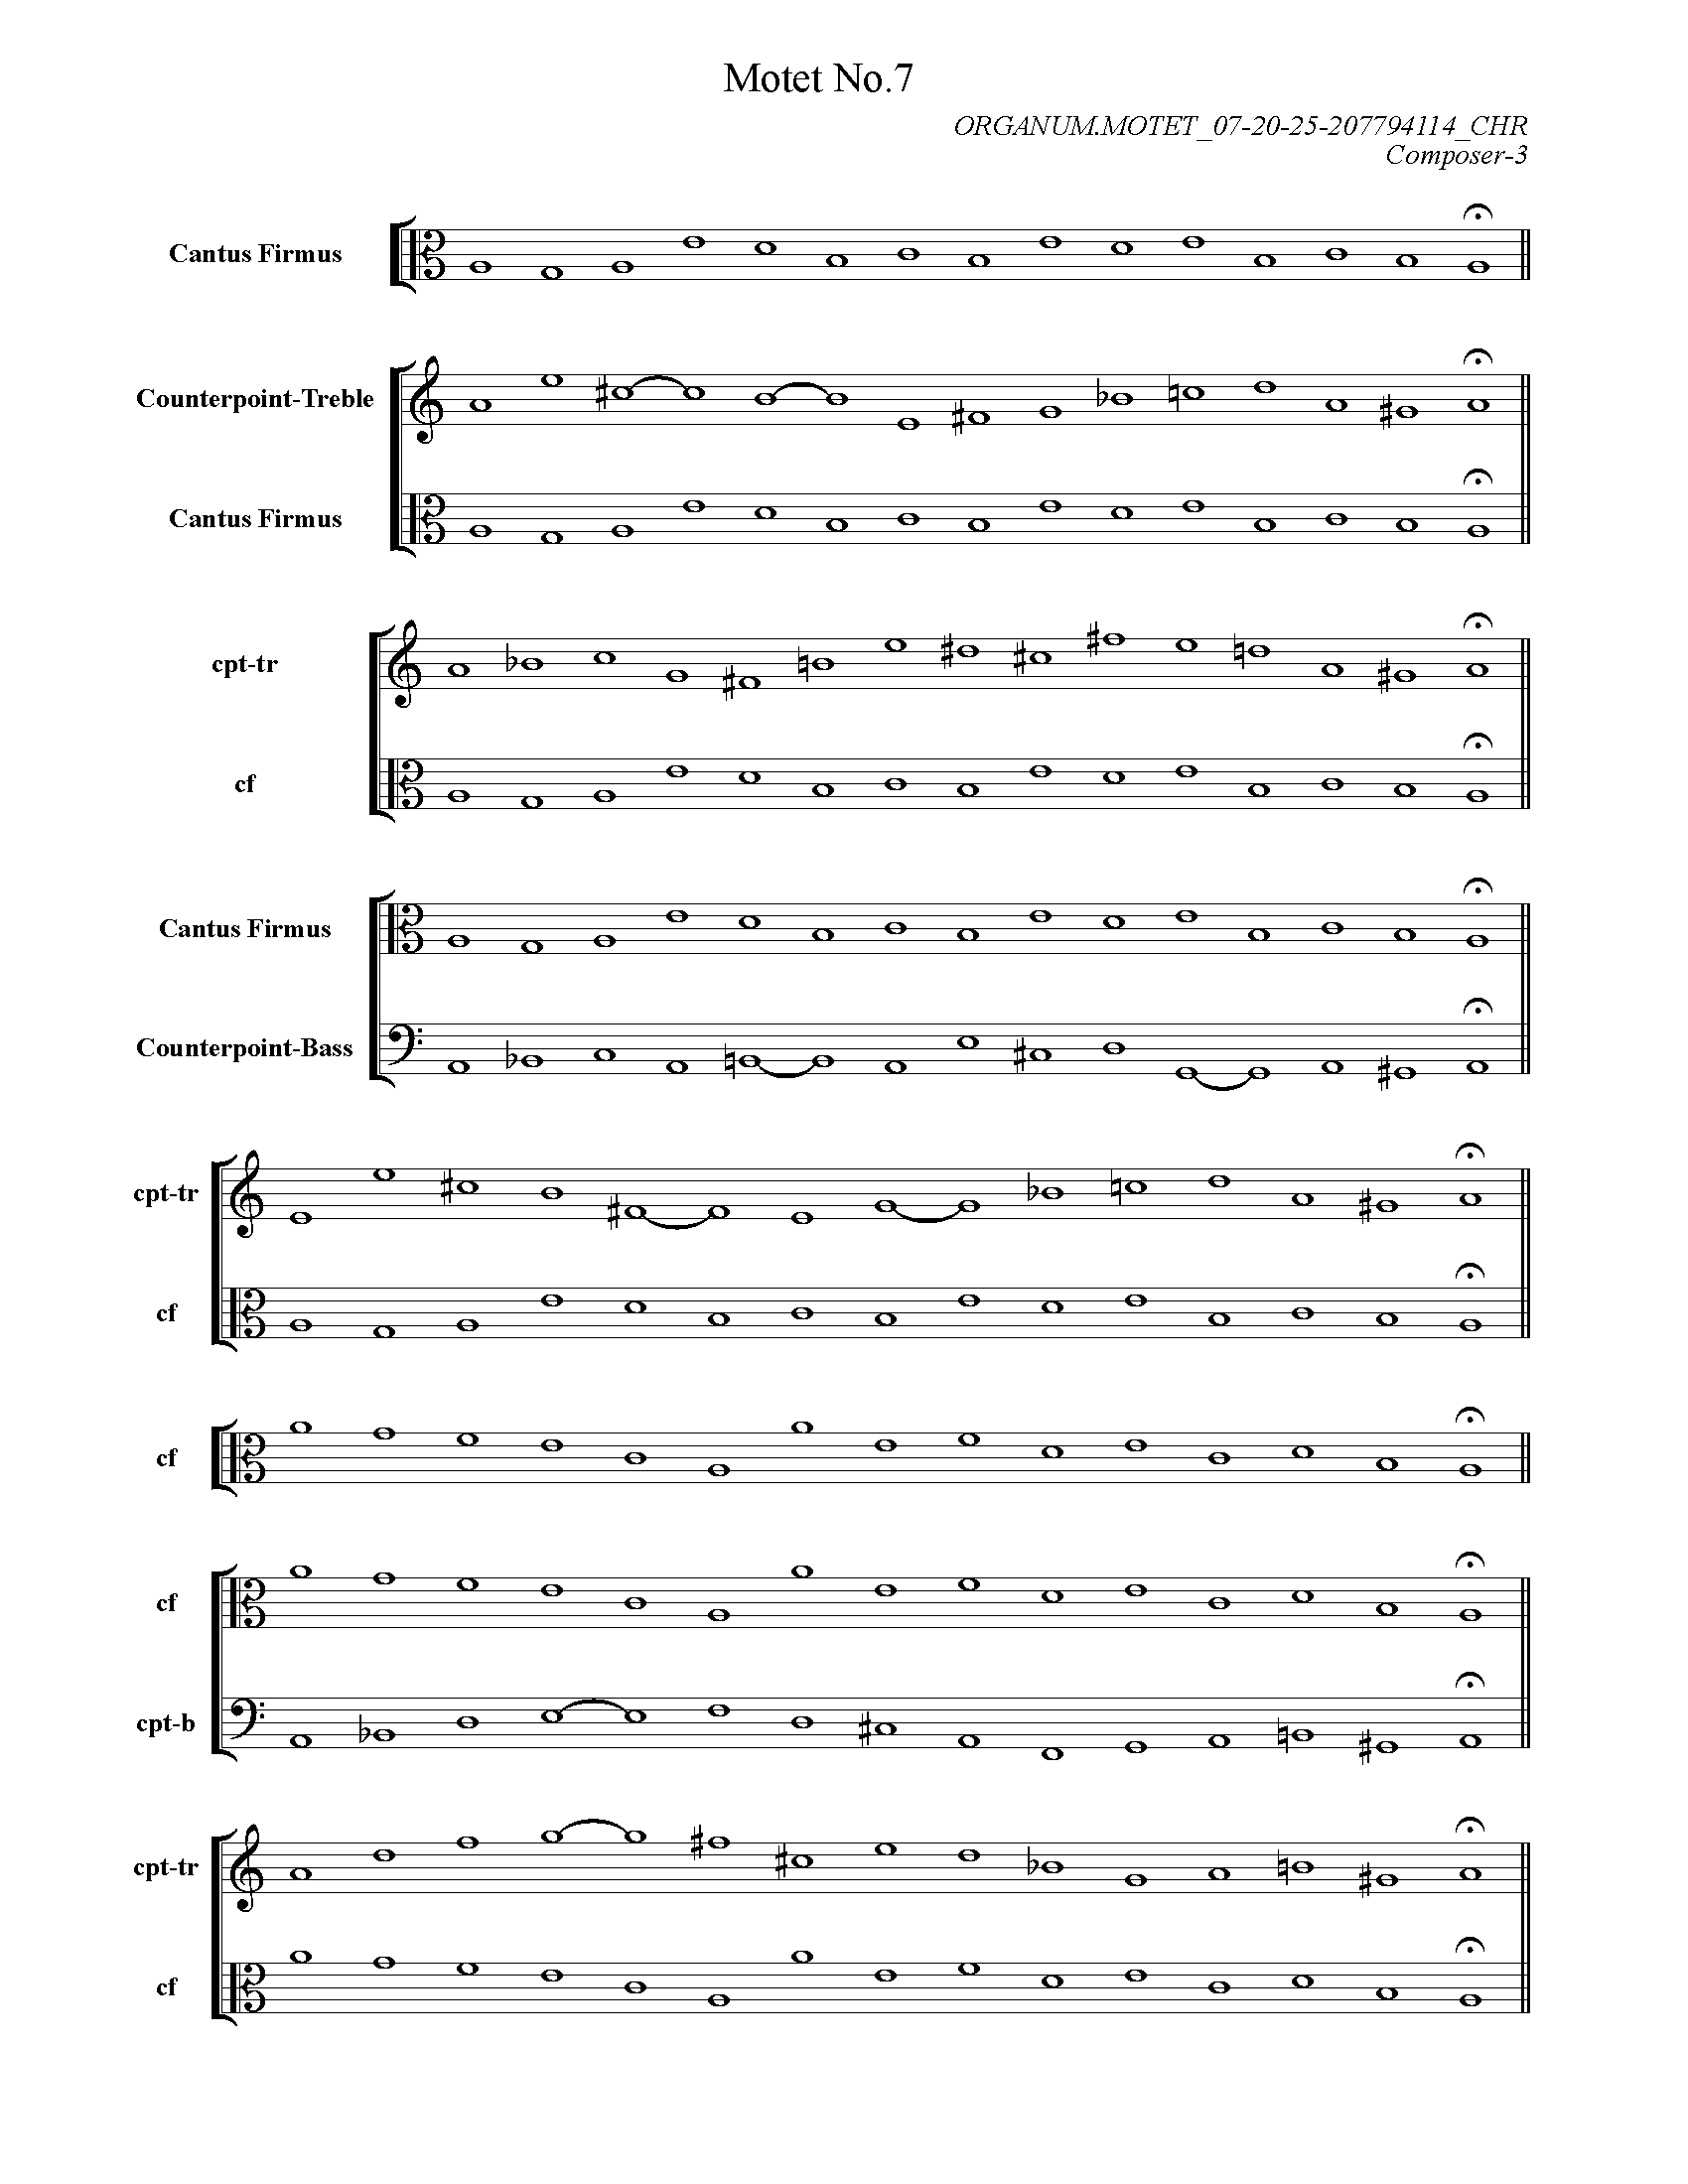 Motet No.7
ORGANUM.MOTET_07-20-25-207794114_CHR
Composer-3
Cantus Firmus
Counterpoint-Treble
Cantus Firmus
cpt-tr
cf
Cantus Firmus
Counterpoint-Bass
cpt-tr
cf
cf
cf
cpt-b
cpt-tr
cf